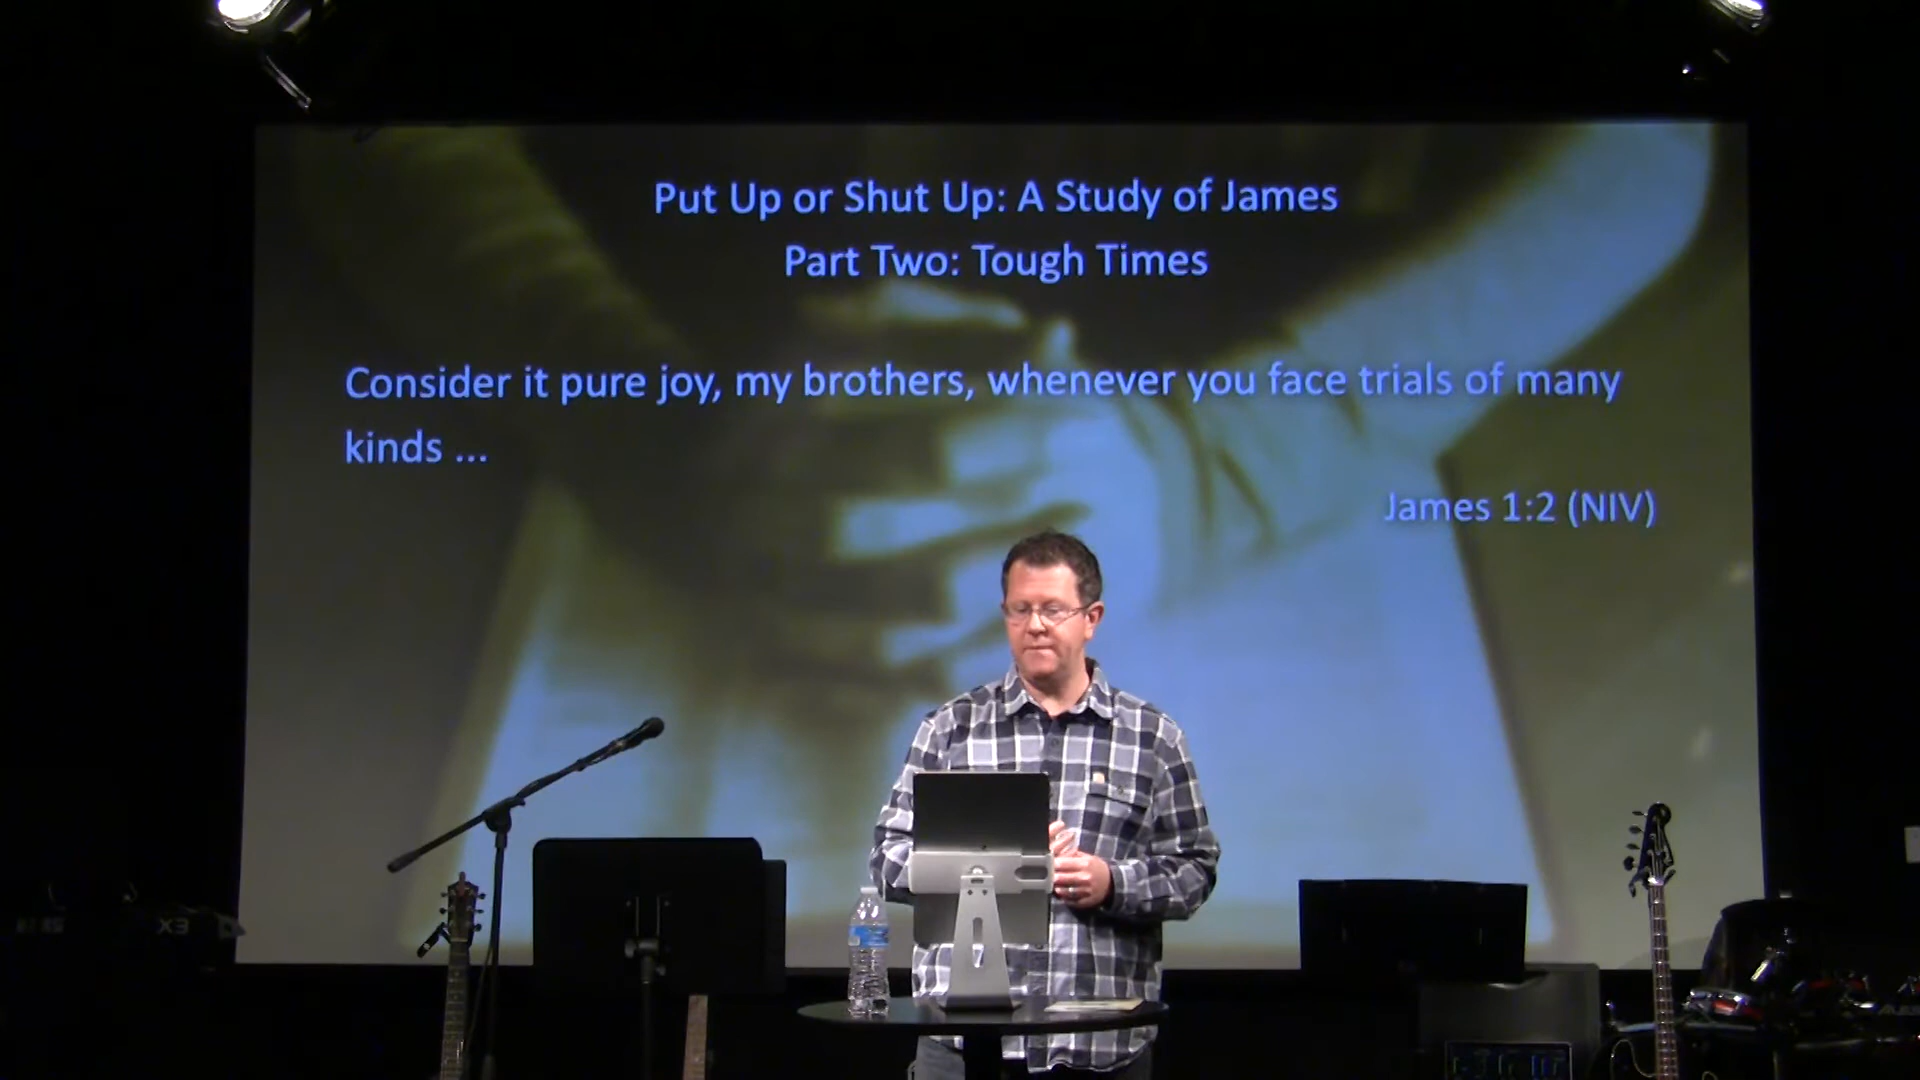 Put Up or Shut Up: A Study of James
Part Two: Tough Times
Consider it pure joy, my brothers, whenever you face trials of many
kinds ...
James 1:2 (NIV)
X3